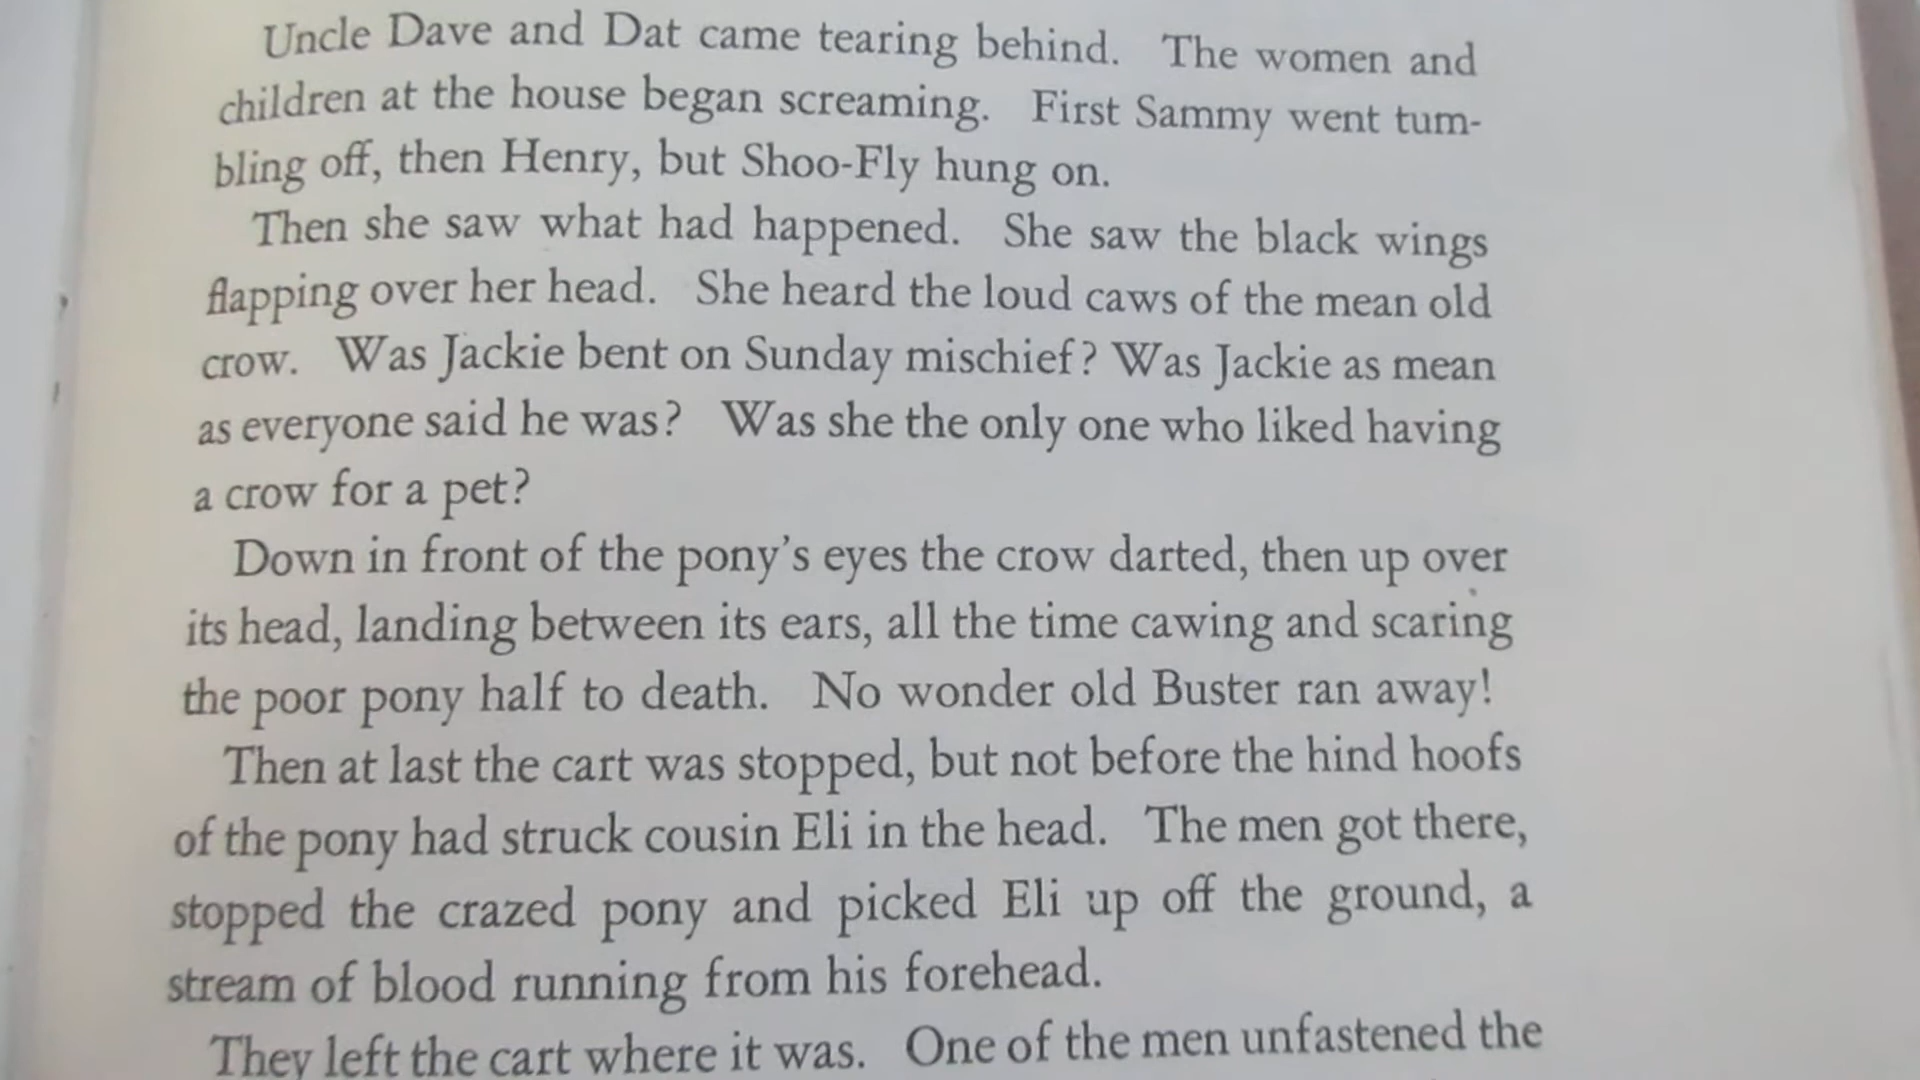 Uncle Dave and Dat came tearing behind. The women and
children at the house began screaming. First Sammy went tum-
bling off, then Henry, but Shoo-Fly hung on.
Then she saw what had happened. She saw the black wings
flapping over her head. She heard the loud caws of the mean old
crow. Was Jackie bent on Sunday mischief? Was Jackie as mean
as everyone said he was? Was she the only one who liked having
a crow for a pet?
Down in front of the pony's eyes the crow darted, then up over
its head, landing between its ears, all the time cawing and scaring
the poor pony half to death. No wonder old Buster ran away!
Then at last the cart was stopped, but not before the hind hoofs
of the pony had struck cousin Eli in the head. The men got there,
stopped the crazed pony and picked Eli up off the ground, a
stream of blood running from his forehead.
They left the cart where it was. One of the men unfastened the